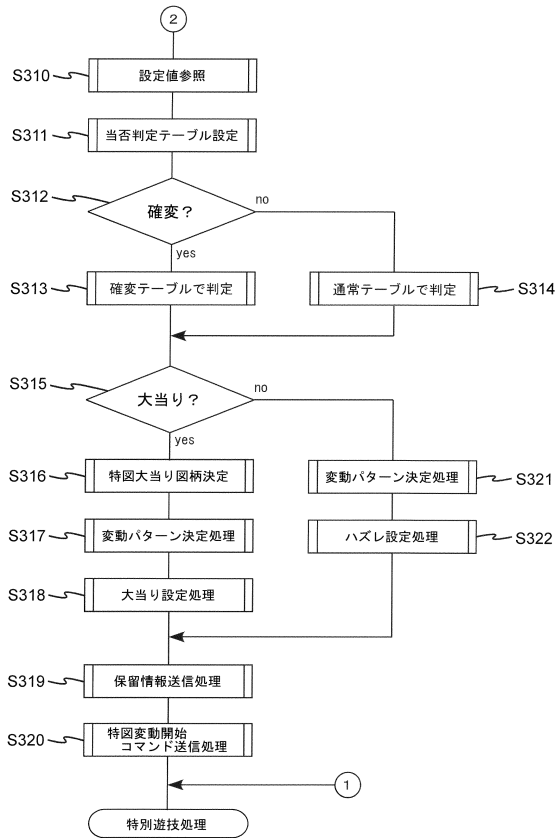 2
S310
設定値参照
S311
当否判定テーブル設定
S312
確変？
no
yes
S313
確変テーブルで判定
通常テーブルで判定
S314
S315
大当り？
no
yes
S316
特図大当り図柄決定
変動パターン決定処理
S321
S317
変動パターン決定処理
ハズレ設定処理
S322
S318
大当り設定処理
S319
保留情報送信処理
S320
特図変動開始
コマンド送信処理
1
特別遊技処理